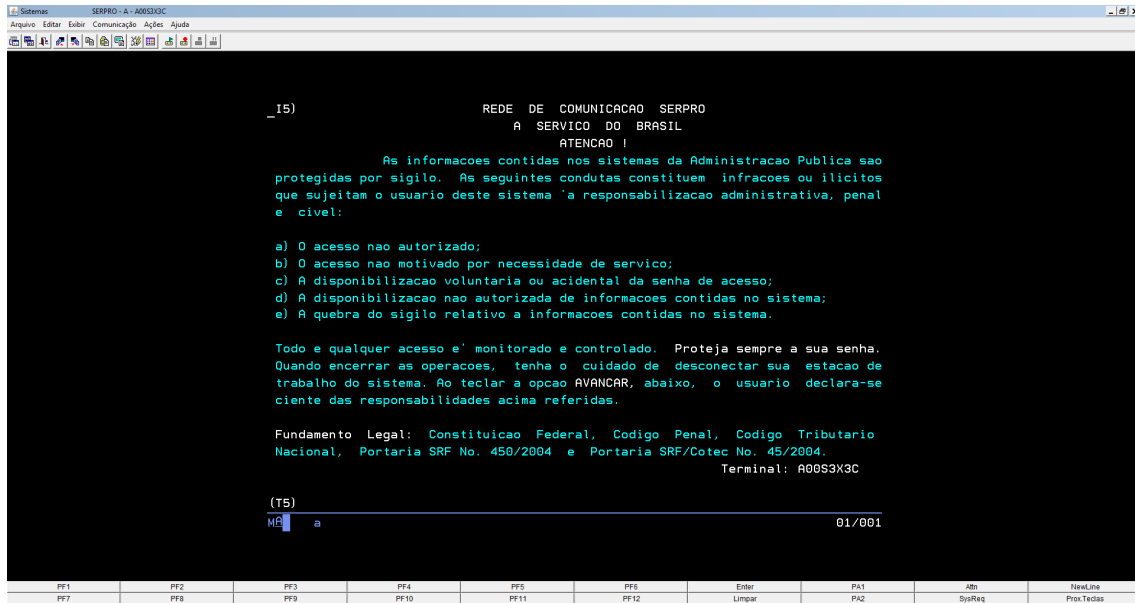 Sistemas SERPRO - A - A00S3X3C
Arquivo Editar Exibir Comunicação Ações Ajuda
_I5) REDE DE COMUNICACAO SERPRO
A SERVICO DO BRASIL
ATENCAO !
As informacoes contidas nos sistemas da Administracao Publica sao
protegidas por sigilo. As seguintes condutas constituem infracoes ou ilicitos
que sujeitam o usuario deste sistema `a responsabilizacao administrativa, penal
e civel:
a) O acesso nao autorizado;
b) O acesso nao motivado por necessidade de servico;
c) A disponibilizacao voluntaria ou acidental da senha de acesso;
d) A disponibilizacao nao autorizada de informacoes contidas no sistema;
e) A quebra do sigilo relativo a informacoes contidas no sistema.
Todo e qualquer acesso e' monitorado e controlado. Proteja sempre a sua senha.
Quando encerrar as operacoes, tenha o cuidado de desconectar sua estacao de
trabalho do sistema. Ao teclar a opcao AVANCAR, abaixo, o usuario declara-se
ciente das responsabilidades acima referidas.
Fundamento Legal: Constituicao Federal, Codigo Penal, Codigo Tributario
Nacional, Portaria SRF No. 450/2004 e Portaria SRF/Cotec No. 45/2004.
Terminal: A00S3X3C
(T5)
MA a 01/001
PF1 PF2 PF3 PF4 PF5 PF6 Enter PA1 Attn NewLine
PF7 PF8 PF9 PF10 PF11 PF12 Limpar PA2 SysReq Prox.Teclas